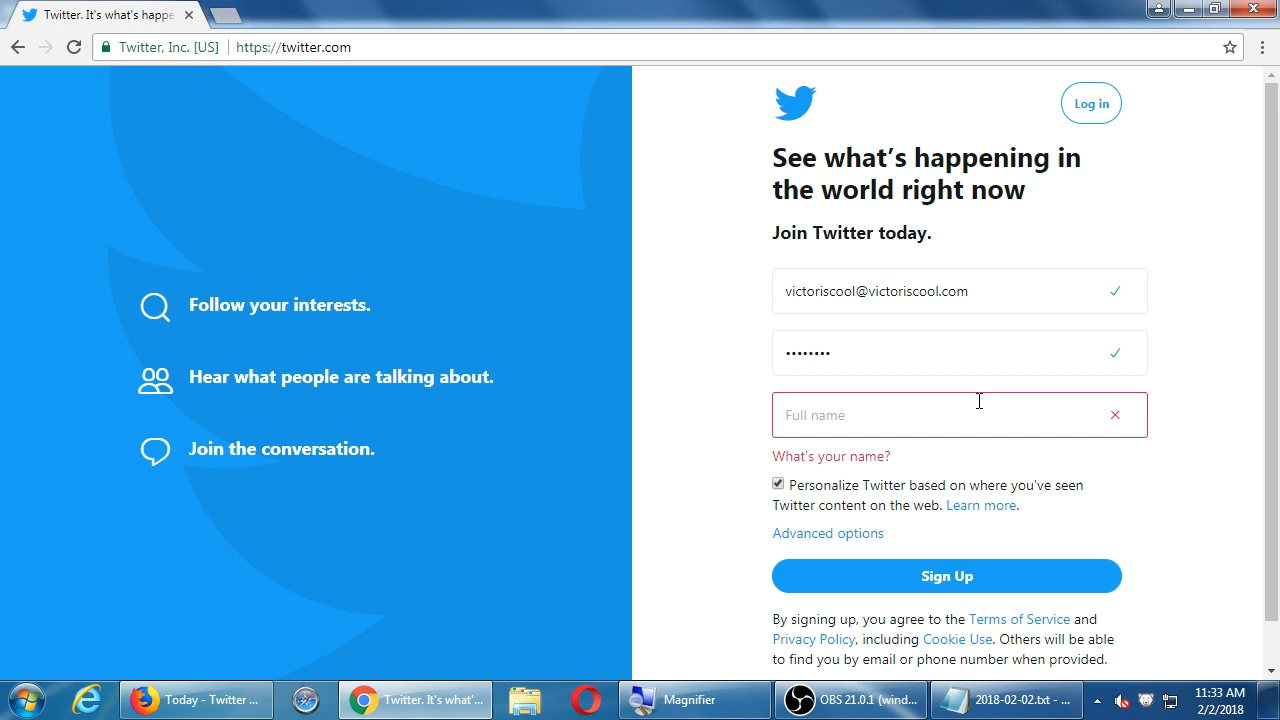 Twitter. It's what's happe
Twitter, Inc. [US] https://twitter.com
Log in
See what's happening in
the world right now
Join Twitter today.
victoriscool@victoriscool.com
••••••••
Full name
What's your name?
Personalize Twitter based on where you've seen
Twitter content on the web. Learn more.
Advanced options
Sign Up
By signing up, you agree to the Terms of Service and
Privacy Policy, including Cookie Use. Others will be able
to find you by email or phone number when provided.
Follow your interests.
Hear what people are talking about.
Join the conversation.
Today - Twitter ...
Twitter. It's what'...
Magnifier
OBS 21.0.1 (wind...
2018-02-02.txt - ...
11:33 AM
2/2/2018